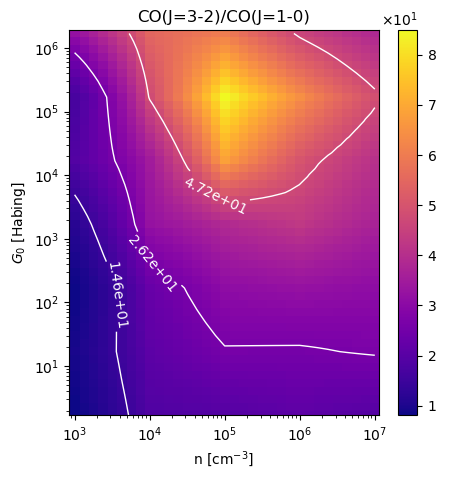 CO(J=3-2)/CO(J=1-0)
×10¹
G₀ [Habing]
10⁶
10⁵
10⁴
10³
10²
10¹
4.72e+01
2.62e+01
1.46e+01
8
7
6
5
4
3
2
1
10³ 10⁴ 10⁵ 10⁶ 10⁷
n [cm⁻³]